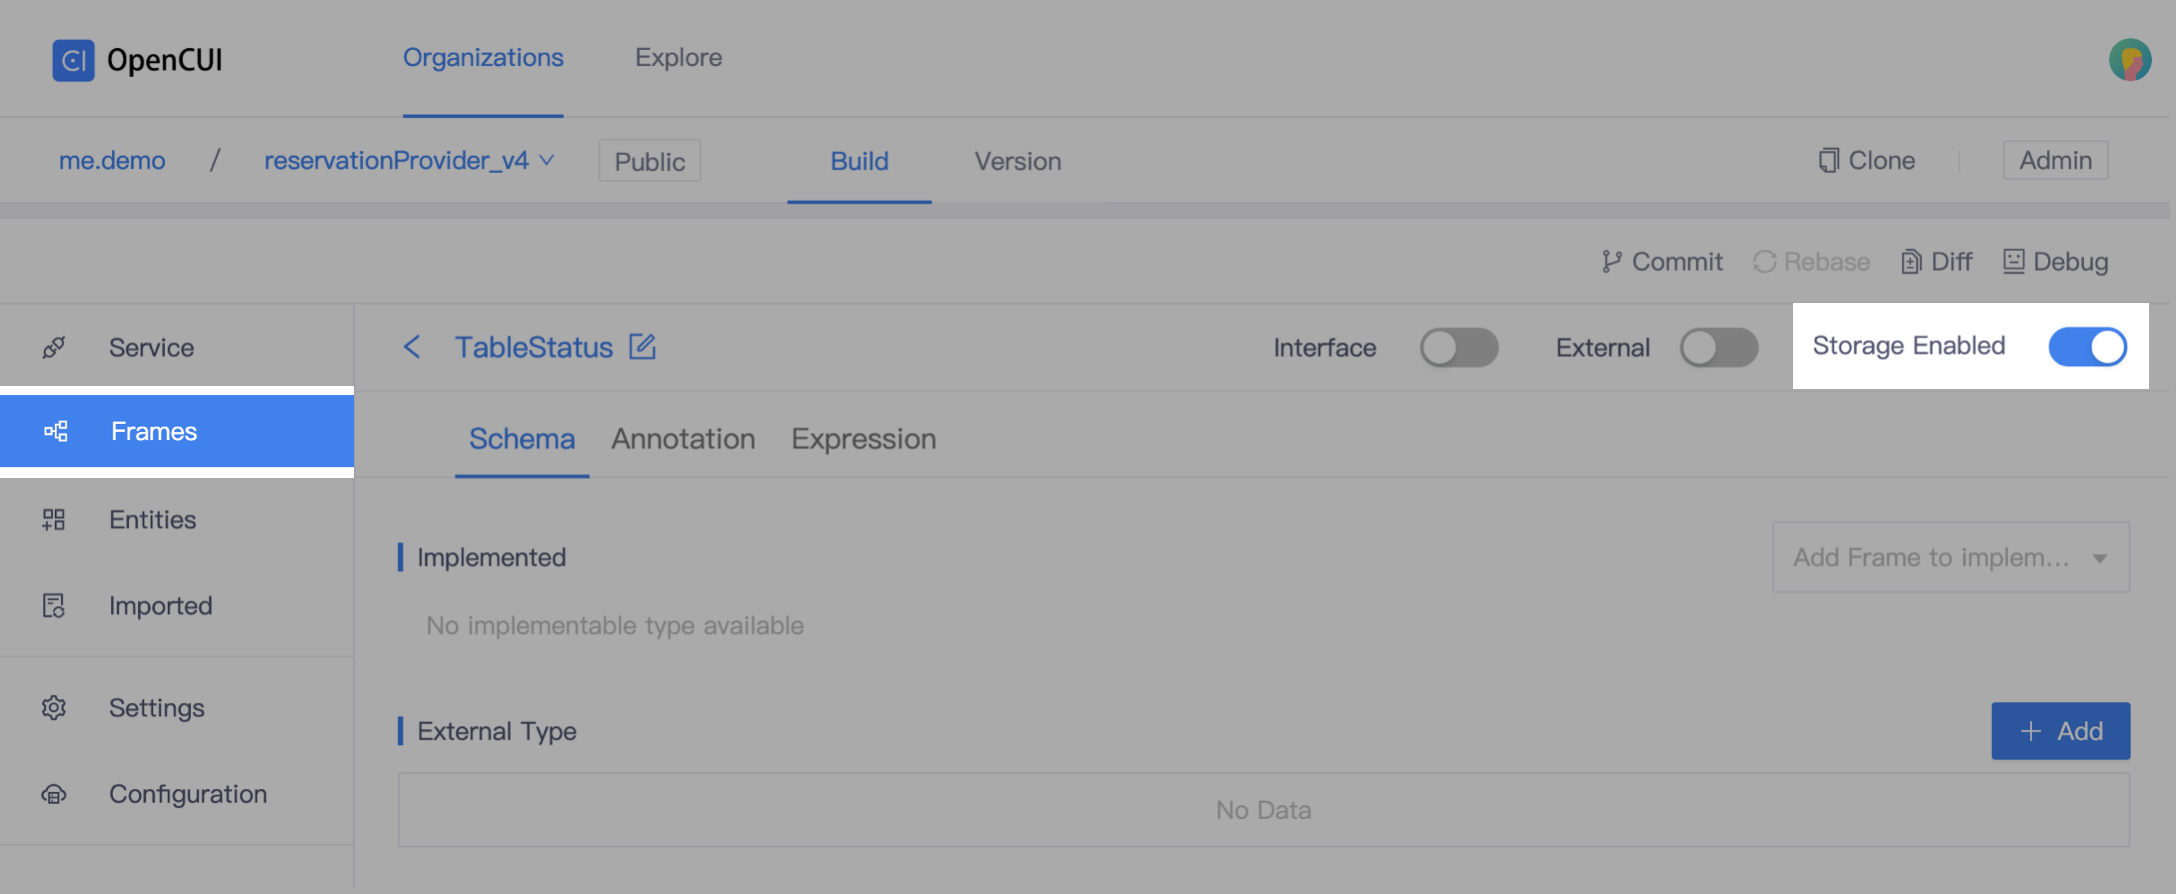 OpenCUI
Organizations
Explore
me.demo / reservationProvider_v4
Public
Build
Version
Clone
Admin
Commit
Rebase
Diff
Debug
Service
Frames
Entities
Imported
Settings
Configuration
TableStatus
Interface
External
Storage Enabled
Schema
Annotation
Expression
Implemented
Add Frame to implem...
No implementable type available
External Type
+ Add
No Data